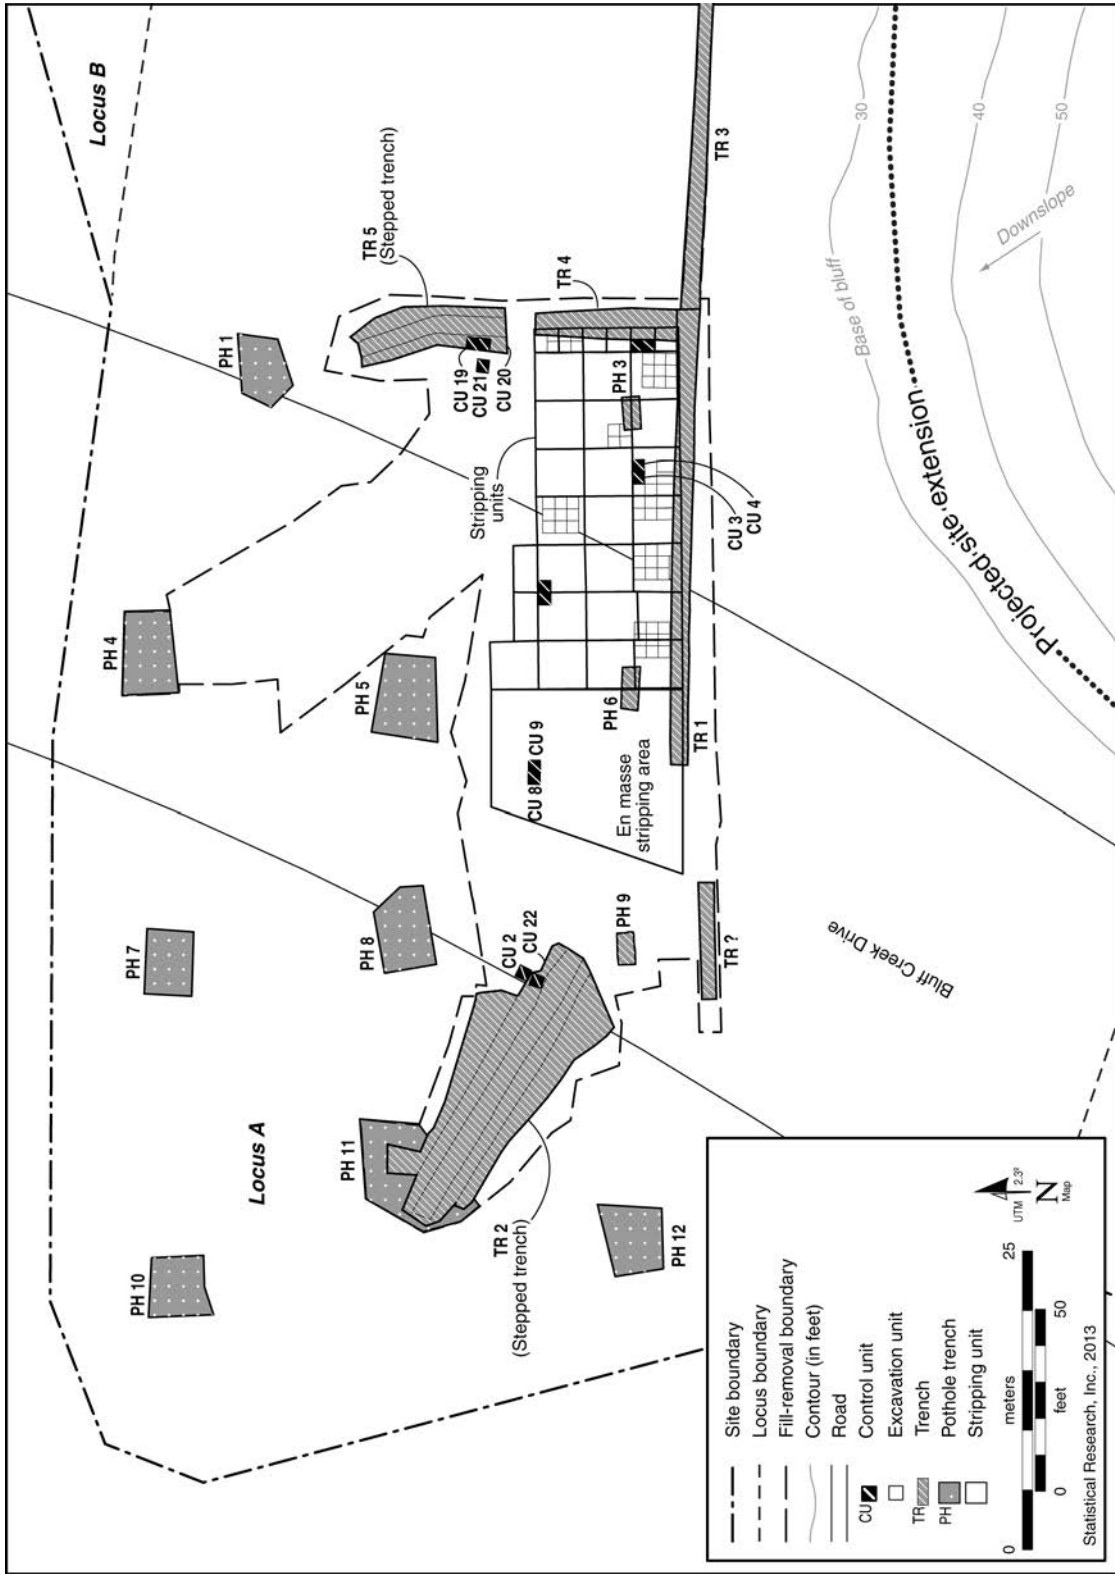 Locus B
Locus A
TR 5
(Stepped trench)
TR 4
TR 3
PH 1
CU 19
CU 21
CU 20
PH 3
Stripping
units
CU 3
CU 4
PH 4
PH 5
PH 6
TR 1
CU 8
CU 9
En masse
stripping area
PH 7
PH 8
CU 2
CU 22
PH 9
TR ?
PH 10
PH 11
TR 2
(Stepped trench)
PH 12
Bluff Creek Drive
30
40
50
Base of bluff
Downslope
Projected site extension
Site boundary
Locus boundary
Fill-removal boundary
Contour (in feet)
Road
CU Control unit
Excavation unit
TR Trench
PH Pothole trench
Stripping unit
UTM 2.3°
N
Map
0 meters 25
0 feet 50
Statistical Research, Inc., 2013